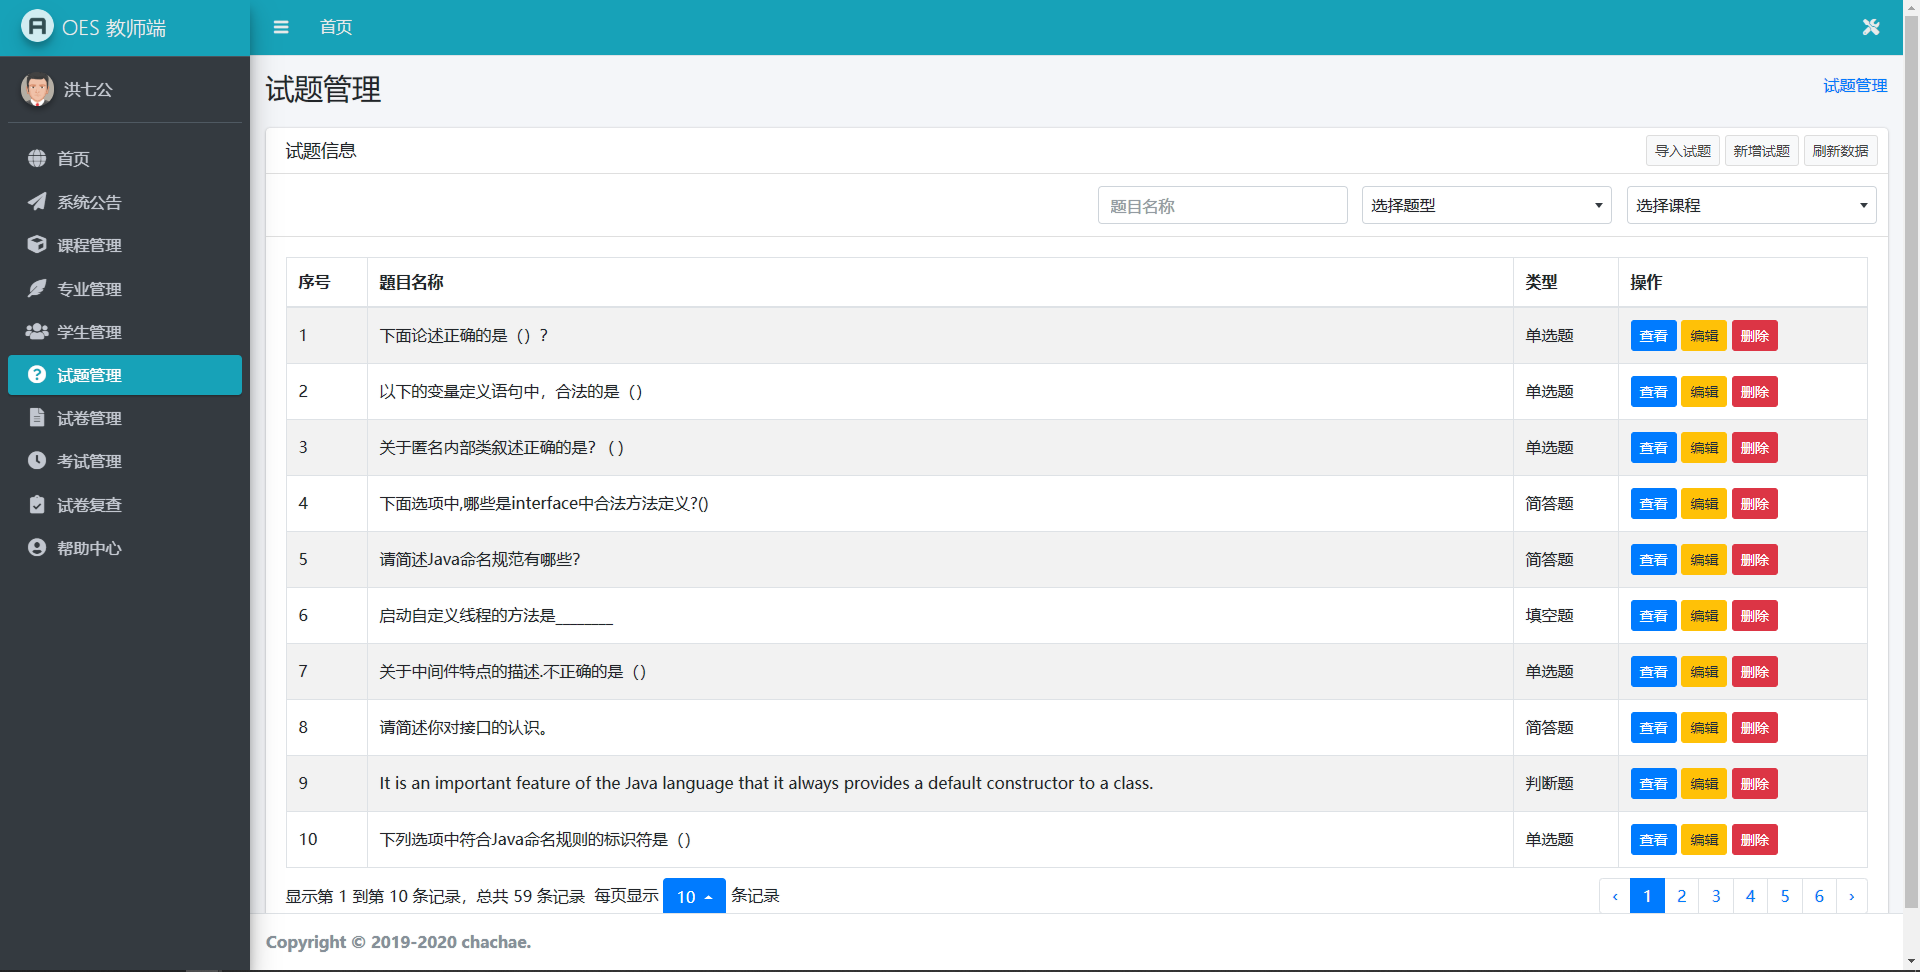 OES 教师端
首页
洪七公
首页
系统公告
课程管理
专业管理
学生管理
试题管理
试卷管理
考试管理
试卷复查
帮助中心
试题管理
试题管理
试题信息
导入试题 新增试题 刷新数据
题目名称 选择题型 选择课程
序号 题目名称 类型 操作
1 下面论述正确的是（）？ 单选题 查看 编辑 删除
2 以下的变量定义语句中，合法的是（） 单选题 查看 编辑 删除
3 关于匿名内部类叙述正确的是？（ ） 单选题 查看 编辑 删除
4 下面选项中,哪些是interface中合法方法定义?() 简答题 查看 编辑 删除
5 请简述Java命名规范有哪些？ 简答题 查看 编辑 删除
6 启动自定义线程的方法是________ 填空题 查看 编辑 删除
7 关于中间件特点的描述.不正确的是（） 单选题 查看 编辑 删除
8 请简述你对接口的认识。 简答题 查看 编辑 删除
9 It is an important feature of the Java language that it always provides a default constructor to a class. 判断题 查看 编辑 删除
10 下列选项中符合Java命名规则的标识符是（） 单选题 查看 编辑 删除
显示第 1 到第 10 条记录，总共 59 条记录 每页显示 10 条记录
‹ 1 2 3 4 5 6 ›
Copyright © 2019-2020 chachae.